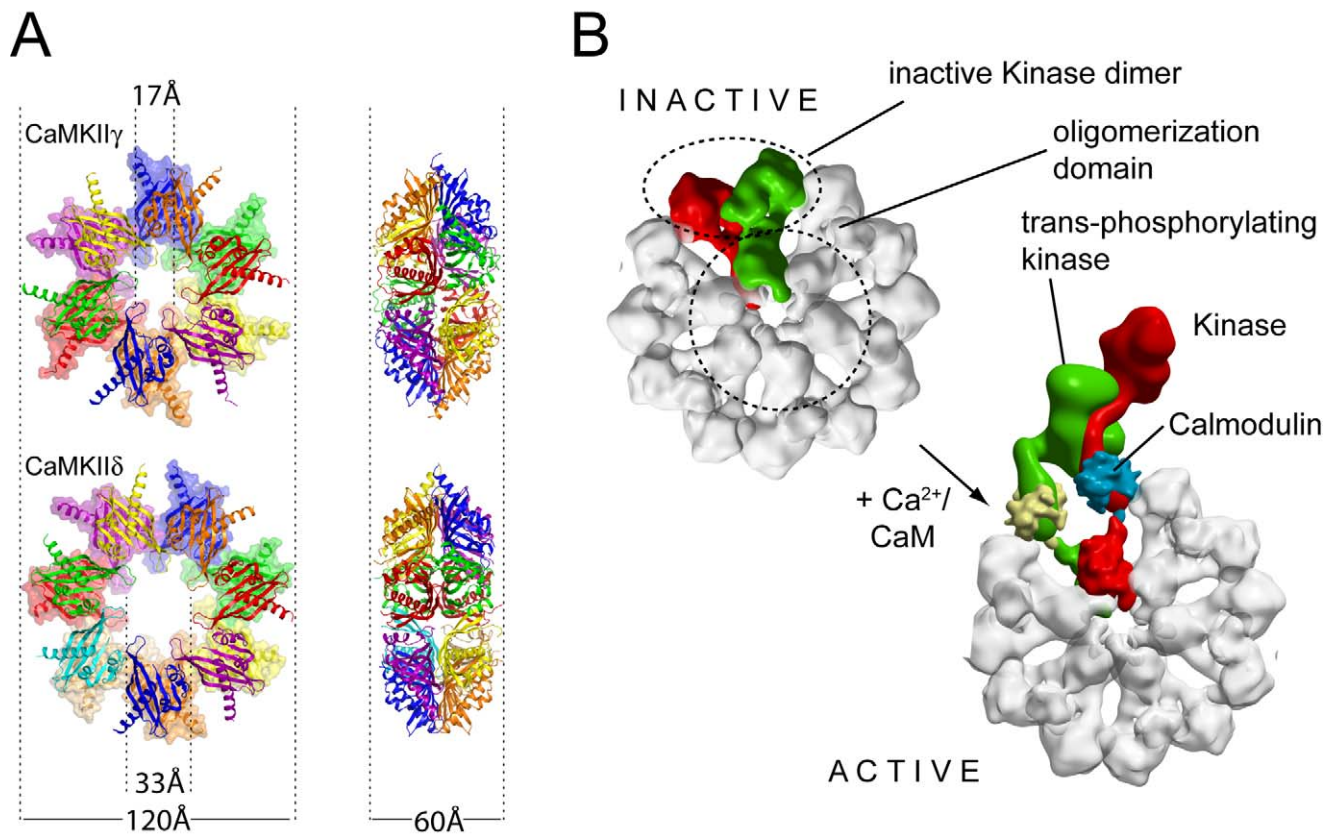 A
17Å
CaMKIIγ
CaMKIIδ
33Å
120Å
60Å
B
INACTIVE
inactive Kinase dimer
oligomerization
domain
trans-phosphorylating
kinase
Kinase
Calmodulin
+ Ca²⁺/
CaM
ACTIVE